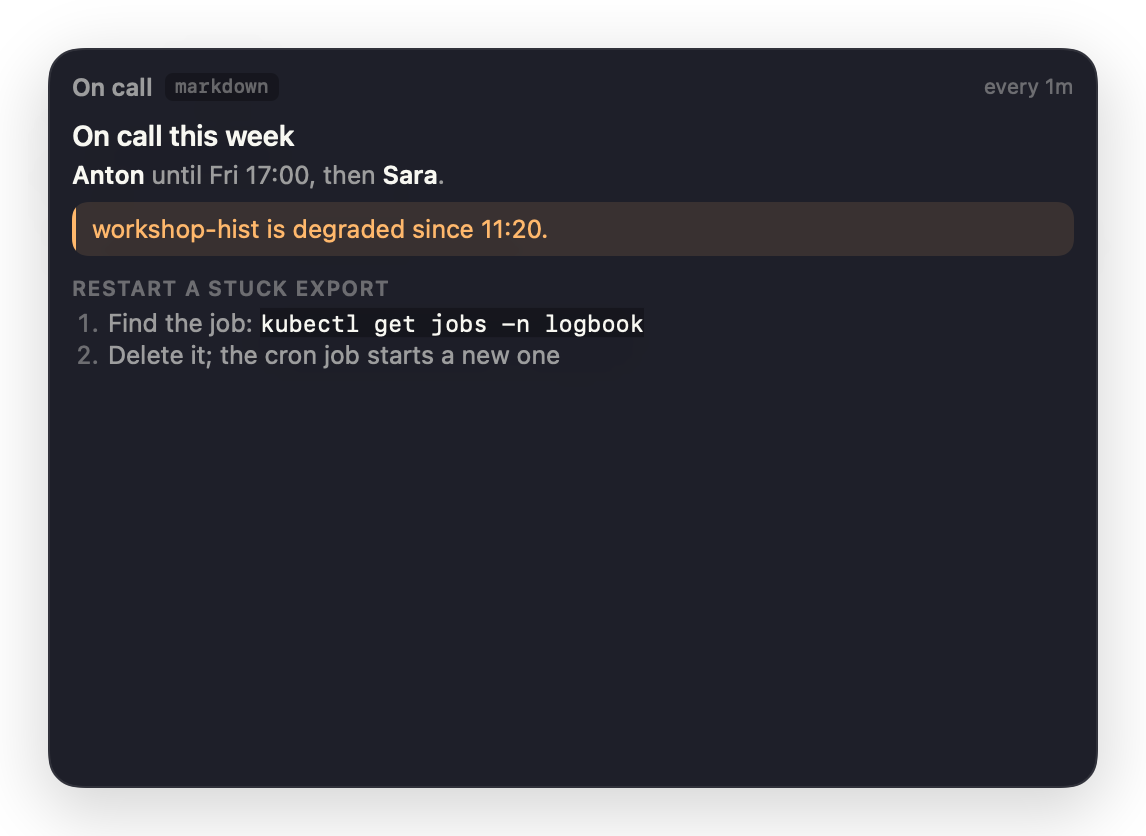 On call markdown every 1m
On call this week
Anton until Fri 17:00, then Sara.
workshop-hist is degraded since 11:20.
RESTART A STUCK EXPORT
1. Find the job: kubectl get jobs -n logbook
2. Delete it; the cron job starts a new one